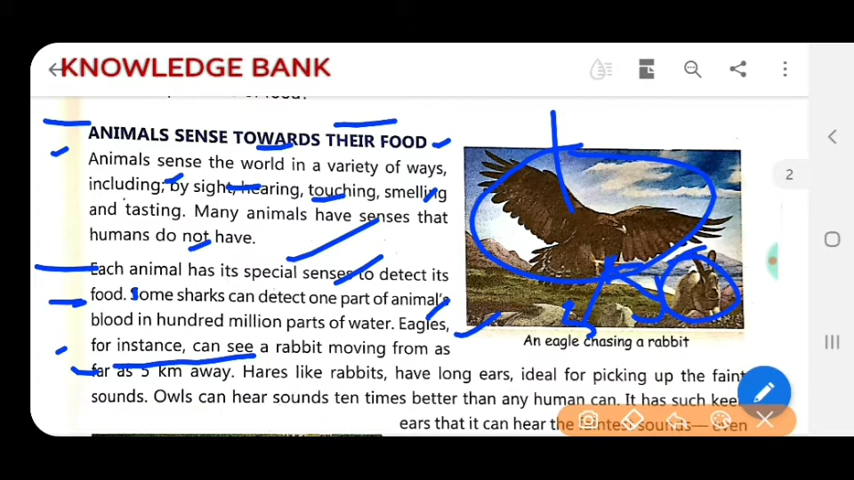 KNOWLEDGE BANK
of food?
2
ANIMALS SENSE TOWARDS THEIR FOOD
Animals sense the world in a variety of ways,
including; by sight, hearing, touching, smelling
and tasting. Many animals have senses that
humans do not have.
Each animal has its special senses to detect its
food. Some sharks can detect one part of animal's
blood in hundred million parts of water. Eagles,
for instance, can see a rabbit moving from as
far as 5 km away. Hares like rabbits, have long ears, ideal for picking up the faint
sounds. Owls can hear sounds ten times better than any human can. It has such keen
ears that it can hear the faintest sounds— even
An eagle chasing a rabbit